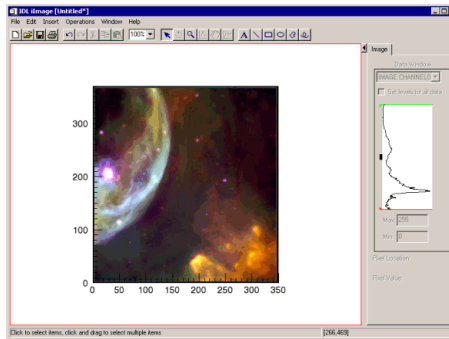 IDL iImage [Untitled*]
File Edit Insert Operations Window Help
100%
A
Image
Data Window
IMAGE CHANNELS
Set levels to all data
Max 255
Min 0
Pixel Location:
Pixel Value:
300
200
100
0
0 50 100 150 200 250 300 350
Click to select items, click and drag to select multiple items
[266,469]